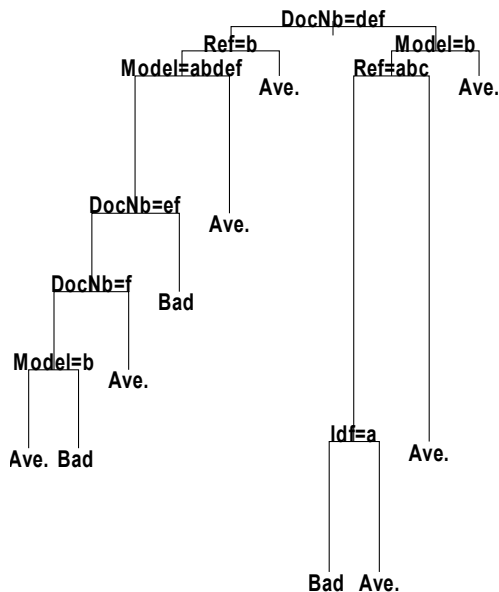 DocNb=def
Ref=b Model=b
Model=abdef Ave. Ref=abc Ave.
DocNb=ef Ave.
DocNb=f Bad
Model=b Ave.
Idf=a Ave.
Ave. Bad
Bad Ave.